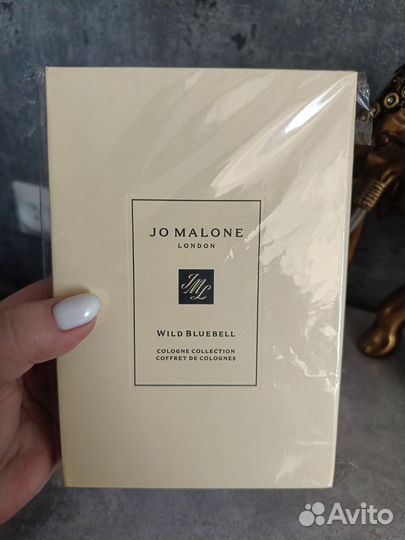 JO MALONE
LONDON
JML
WILD BLUEBELL
COLOGNE COLLECTION
COFFRET DE COLOGNES
Avito